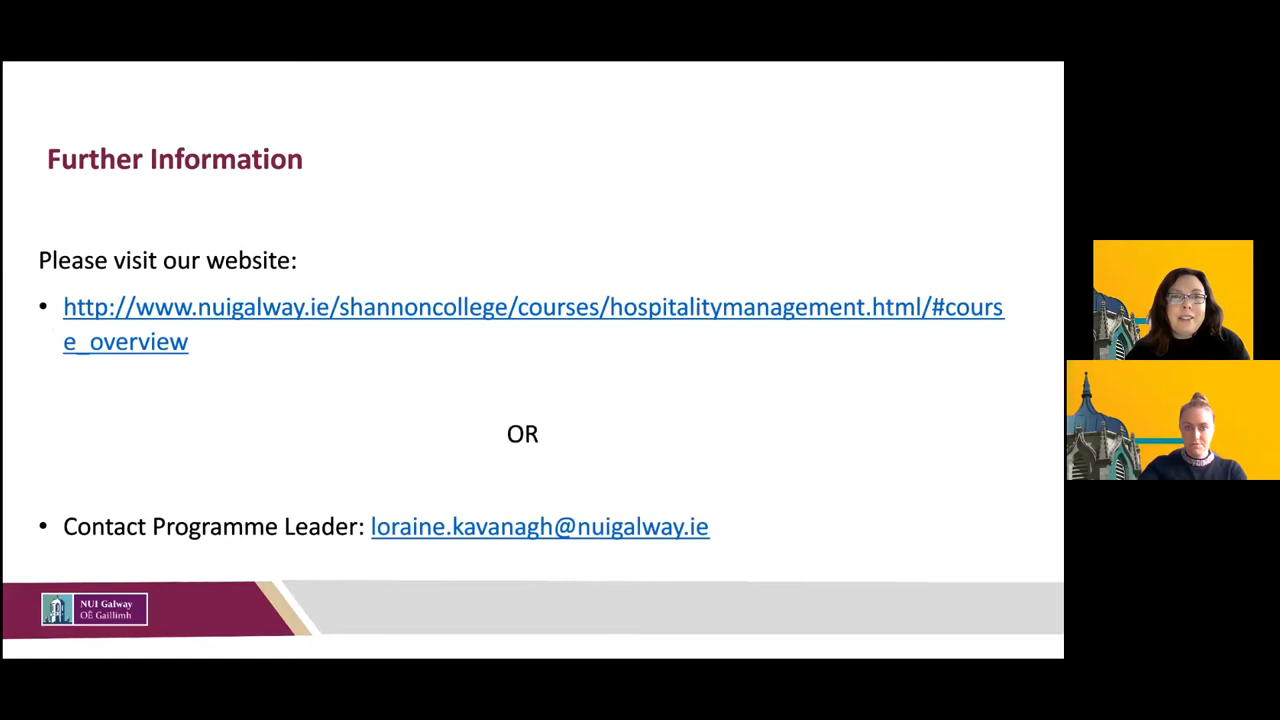 Further Information
Please visit our website:
• http://www.nuigalway.ie/shannoncollege/courses/hospitalitymanagement.html/#cours
e_overview
OR
• Contact Programme Leader: loraine.kavanagh@nuigalway.ie
NUI Galway
OÉ Gaillimh